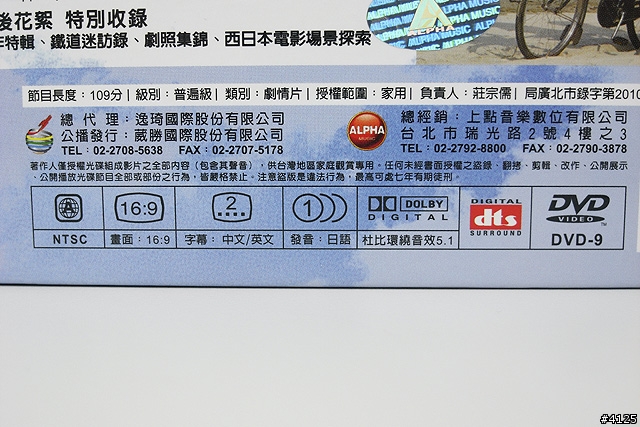 後花絮 特別收錄
特輯、鐵道迷訪錄、劇照集錦、西日本電影場景探索
ALPHA MUSIC
ALPHA
節目長度：109分 | 級別：普遍級 | 類別：劇情片 | 授權範圍：家用 | 負責人：莊宗儒 | 局廣北市錄字第2010
總 代 理：逸琦國際股份有限公司
公播發行：威勝國際股份有限公司
TEL：02-2708-5638 FAX：02-2707-5178
ALPHA MUSIC
總經銷：上點音樂數位有限公司
台北市瑞光路2號4樓之3
TEL：02-2792-8800 FAX：02-2790-3878
著作人僅授權光碟組成影片之全部內容（包含其聲音），供台灣地區家庭觀賞專用。任何未經書面授權之盜錄、翻拷、剪輯、改作、公開展示
、公開播放光碟節目全部或部份之行為，皆嚴格禁止。注意盜版是違法行為，最高可處七年有期徒刑。
16:9
2
1
DOLBY
DIGITAL
DIGITAL
dts
SURROUND
DVD
VIDEO
TM
NTSC
畫面：16:9
字幕：中文/英文
發音：日語
杜比環繞音效5.1
DVD-9
#4125